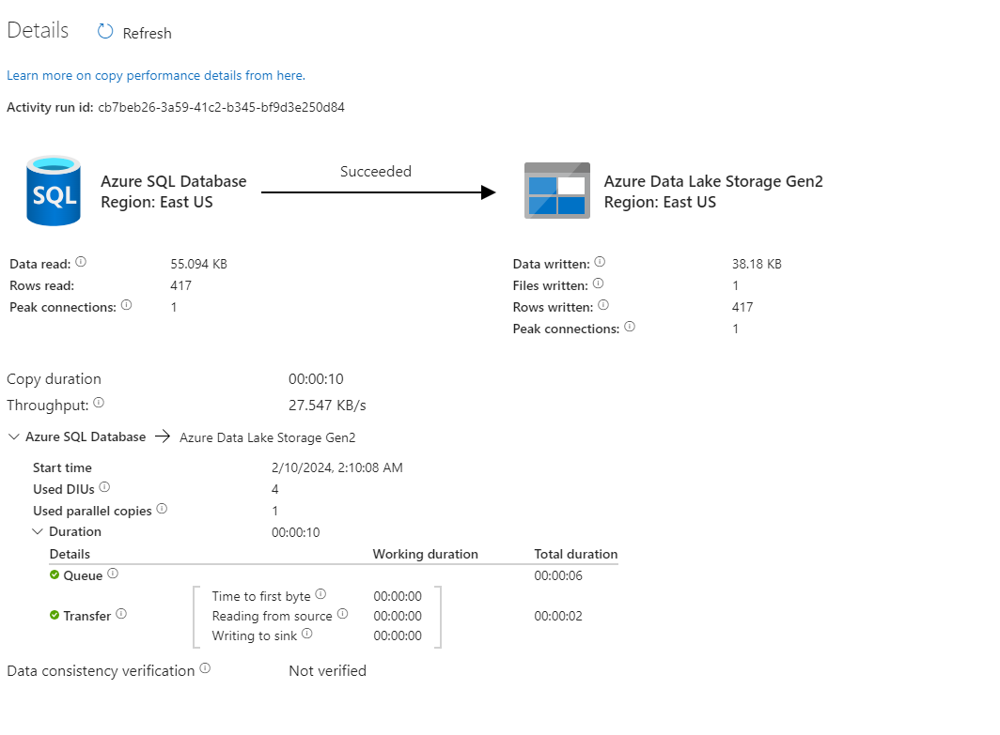 Details
Refresh
Learn more on copy performance details from here.
Activity run id: cb7beb26-3a59-41c2-b345-bf9d3e250d84
Succeeded
SQL
Azure SQL Database
Region: East US
Azure Data Lake Storage Gen2
Region: East US
Data read: 55.094 KB
Rows read: 417
Peak connections: 1
Data written: 38.18 KB
Files written: 1
Rows written: 417
Peak connections: 1
Copy duration 00:00:10
Throughput: 27.547 KB/s
Azure SQL Database → Azure Data Lake Storage Gen2
Start time 2/10/2024, 2:10:08 AM
Used DIUs 4
Used parallel copies 1
Duration 00:00:10
Details Working duration Total duration
Queue 00:00:06
Time to first byte 00:00:00
Transfer Reading from source 00:00:00 00:00:02
Writing to sink 00:00:00
Data consistency verification Not verified